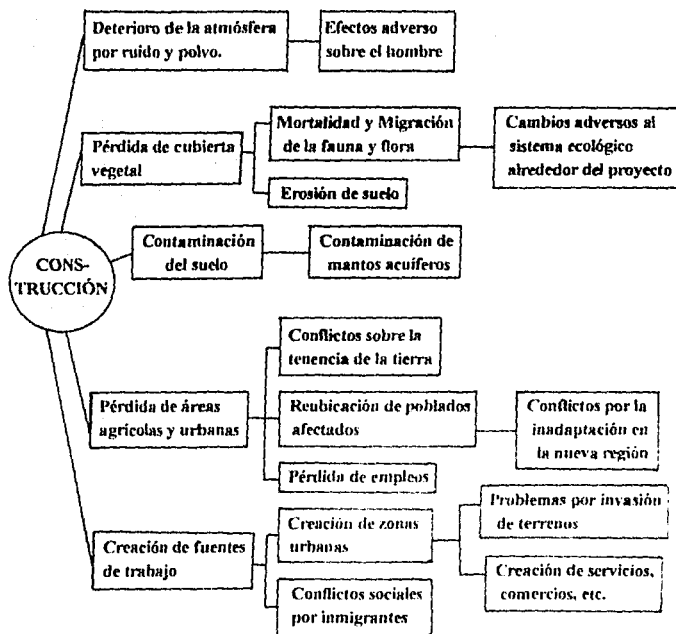 Deterioro de la atmósfera
por ruido y polvo.
Efectos adverso
sobre el hombre
Pérdida de cubierta
vegetal
Mortalidad y Migración
de la fauna y flora
Cambios adversos al
sistema ecológico
alrededor del proyecto
Erosión de suelo
CONS-
TRUCCIÓN
Contaminación
del suelo
Contaminación de
mantos acuíferos
Pérdida de áreas
agrícolas y urbanas
Conflictos sobre la
tenencia de la tierra
Reubicación de poblados
afectados
Conflictos por la
inadaptación en
la nueva región
Pérdida de empleos
Creación de fuentes
de trabajo
Creación de zonas
urbanas
Problemas por invasión
de terrenos
Creación de servicios,
comercios, etc.
Conflictos sociales
por inmigrantes